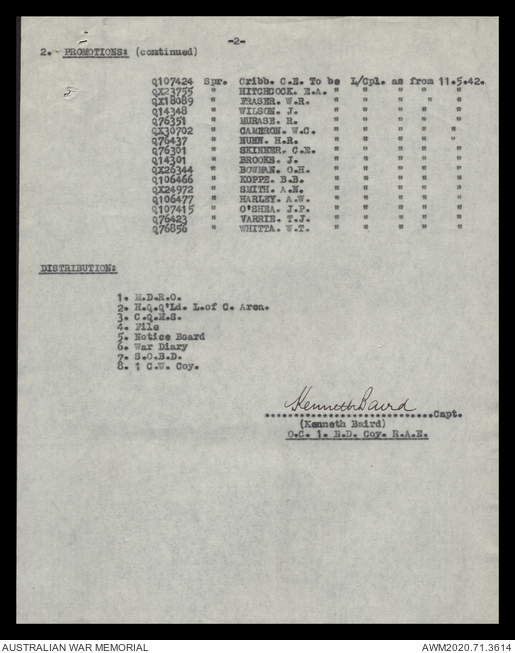 -2-
2. - PROMOTIONS: (continued)
Q107424 Spr. Cribb. C.E. To be L/Cpl. as from 11.5.42.
QX23755 " HITCHCOCK. E.A. " " " " "
QX18089 " FRASER. W.R. " " " " "
Q14348 " WILSON. J. " " " " "
Q76351 " MURASE. R. " " " " "
QX30702 " CAMERON. W.C. " " " " "
Q76437 " NUNN. H.R. " " " " "
Q76301 " SKINNER. C.E. " " " " "
Q14301 " BROOKS. J. " " " " "
QX26344 " BOWMAN. O.H. " " " " "
Q106466 " KOPPE. B.B. " " " " "
QX24972 " SMITH. A.N. " " " " "
Q106477 " HARLEY. A.W. " " " " "
Q107415 " O'SHEA. J.P. " " " " "
Q76423 " VARRIE. T.J. " " " " "
Q76856 " WHITTA. W.T. " " " " "
DISTRIBUTION:
1. M.D.R.O.
2. H.Q.Q'Ld. L.of C. Area.
3. C.Q.M.S.
4. File
5. Notice Board
6. War Diary
7. S.O.B.D.
8. 1 C.W. Coy.
Kenneth Baird
..............................Capt.
(Kenneth Baird)
O.C. 1. B.D. Coy. R.A.E.
AUSTRALIAN WAR MEMORIAL AWM2020.71.3614